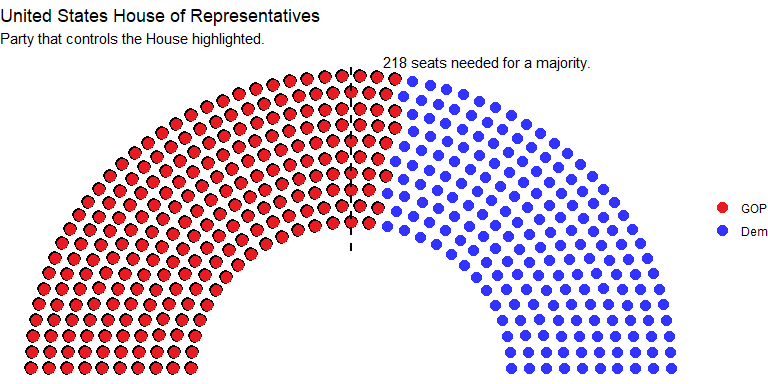 United States House of Representatives
Party that controls the House highlighted.
218 seats needed for a majority.
GOP
Dem